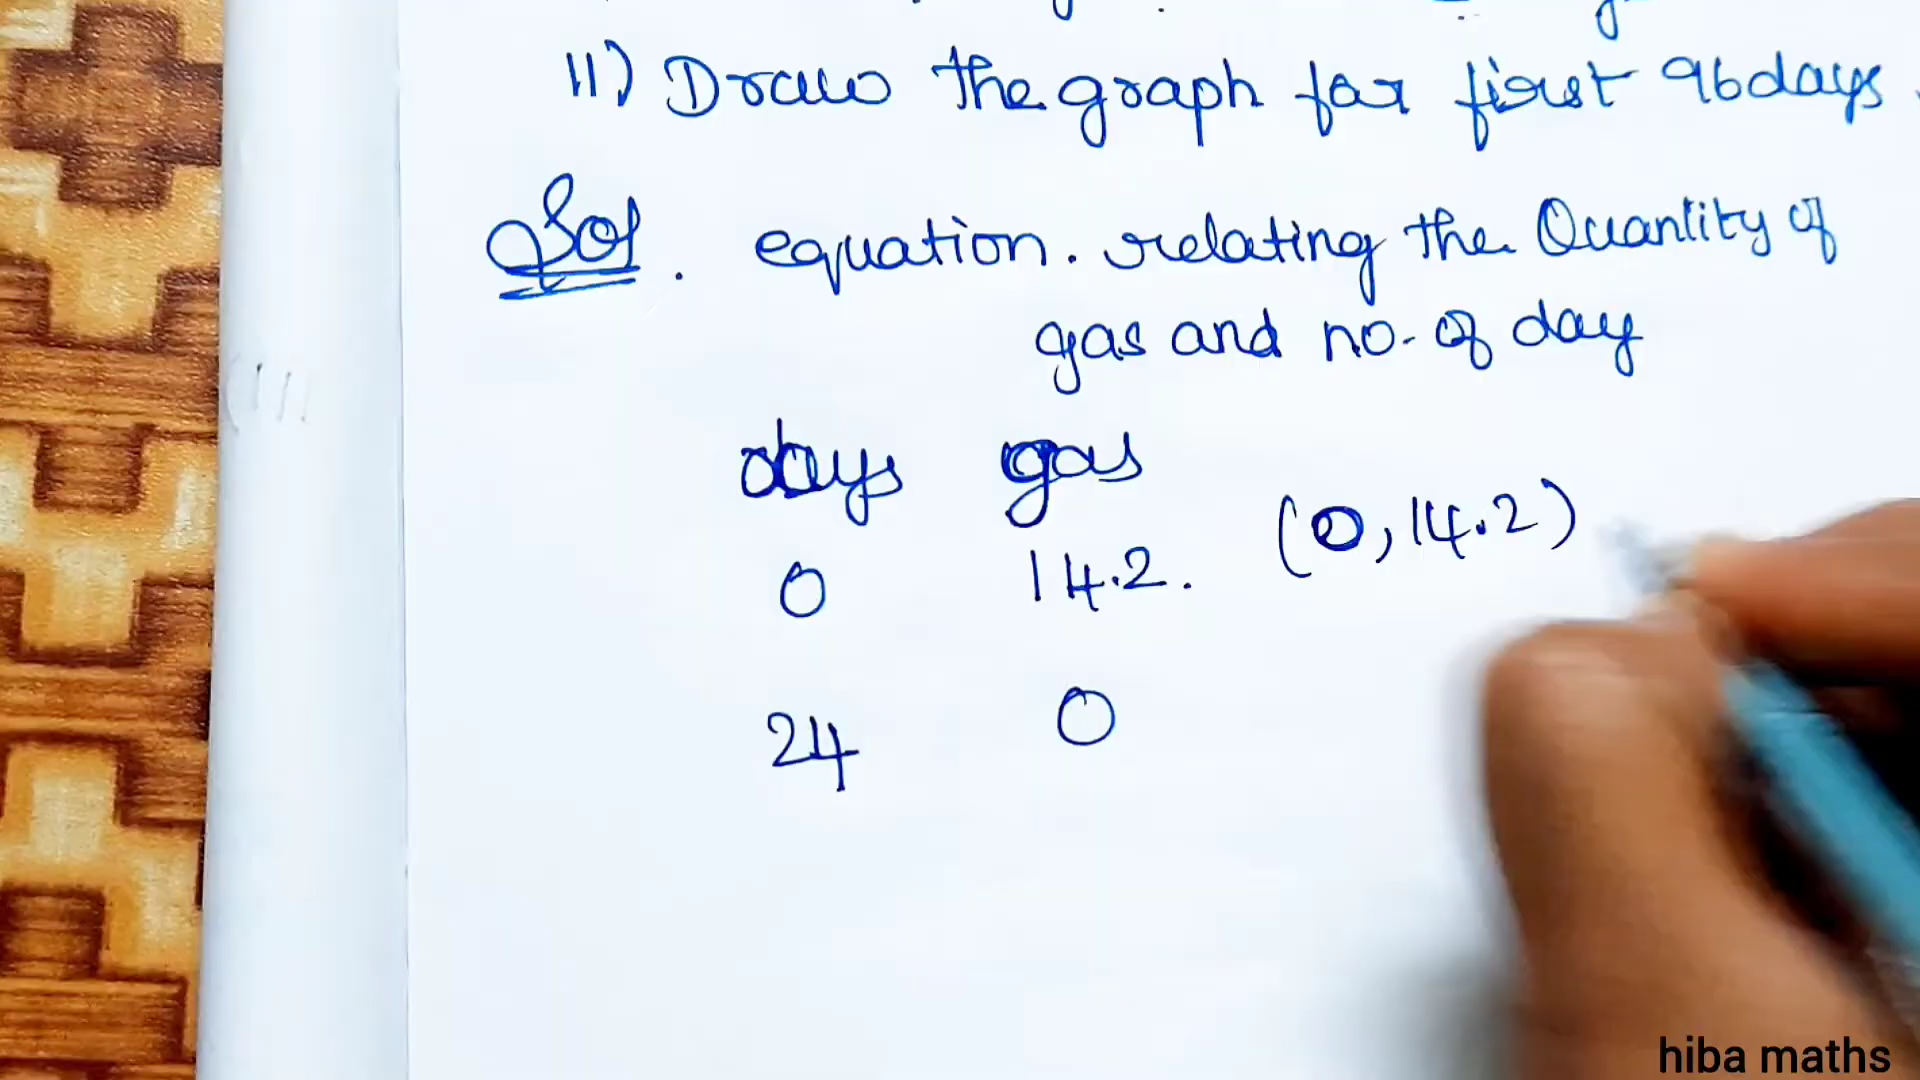 II) Draw the graph for first 96days.
Sol. equation. relating the Quantity of
gas and no. of day
days gas
0 14.2. (0,14.2)
24 0
hiba maths